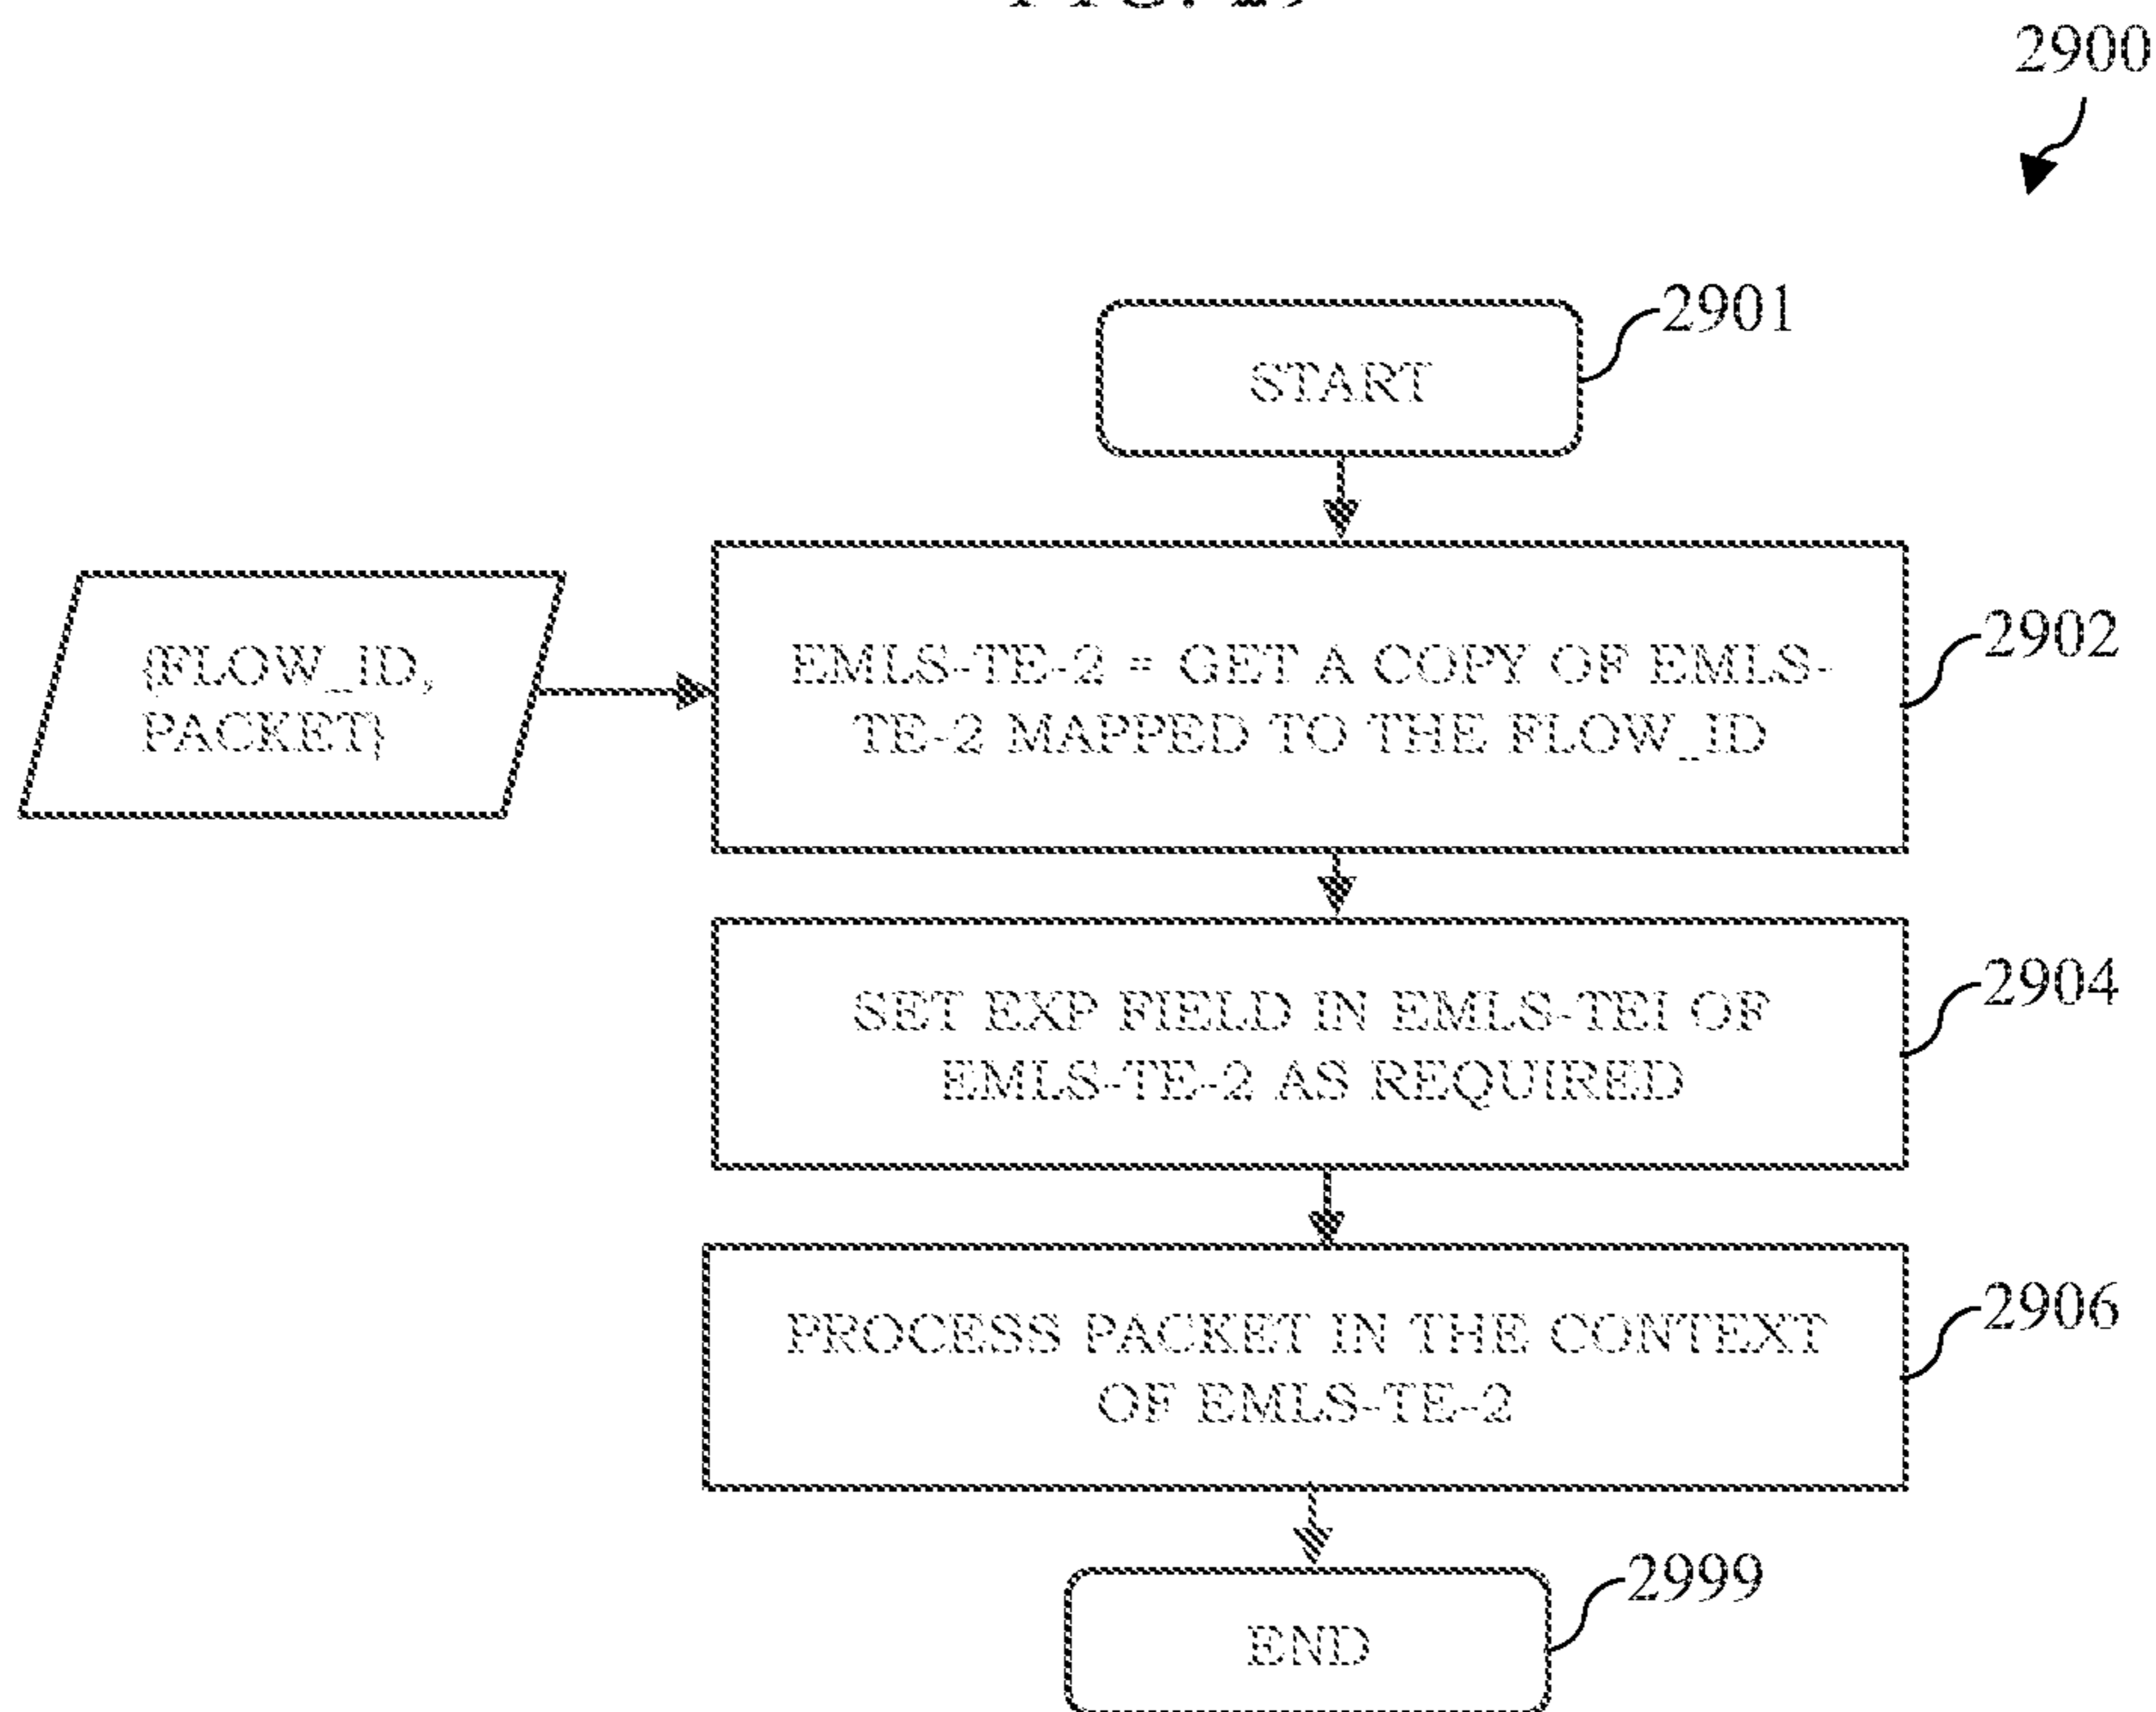 2900
2901
START
{FLOW_ID,
PACKET}
EMLS-TE-2 = GET A COPY OF EMLS-
TE-2 MAPPED TO THE FLOW_ID
2902
SET EXP FIELD IN EMLS-TEI OF
EMLS-TE-2 AS REQUIRED
2904
PROCESS PACKET IN THE CONTEXT
OF EMLS-TE-2
2906
END
2999